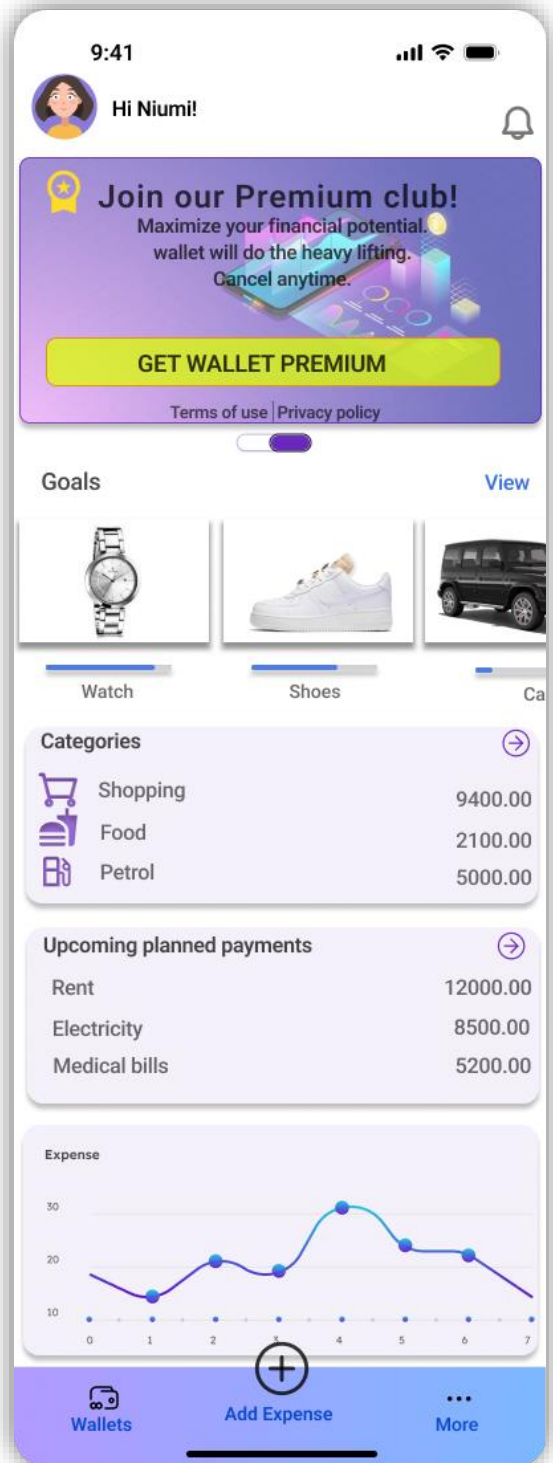 9:41
Hi Niumi!
Join our Premium club!
Maximize your financial potential.
wallet will do the heavy lifting.
Cancel anytime.
GET WALLET PREMIUM
Terms of use | Privacy policy
Goals View
Watch Shoes Ca
Categories
Shopping 9400.00
Food 2100.00
Petrol 5000.00
Upcoming planned payments
Rent 12000.00
Electricity 8500.00
Medical bills 5200.00
Expense
30
20
10
0 1 2 3 4 5 6 7
Wallets Add Expense More